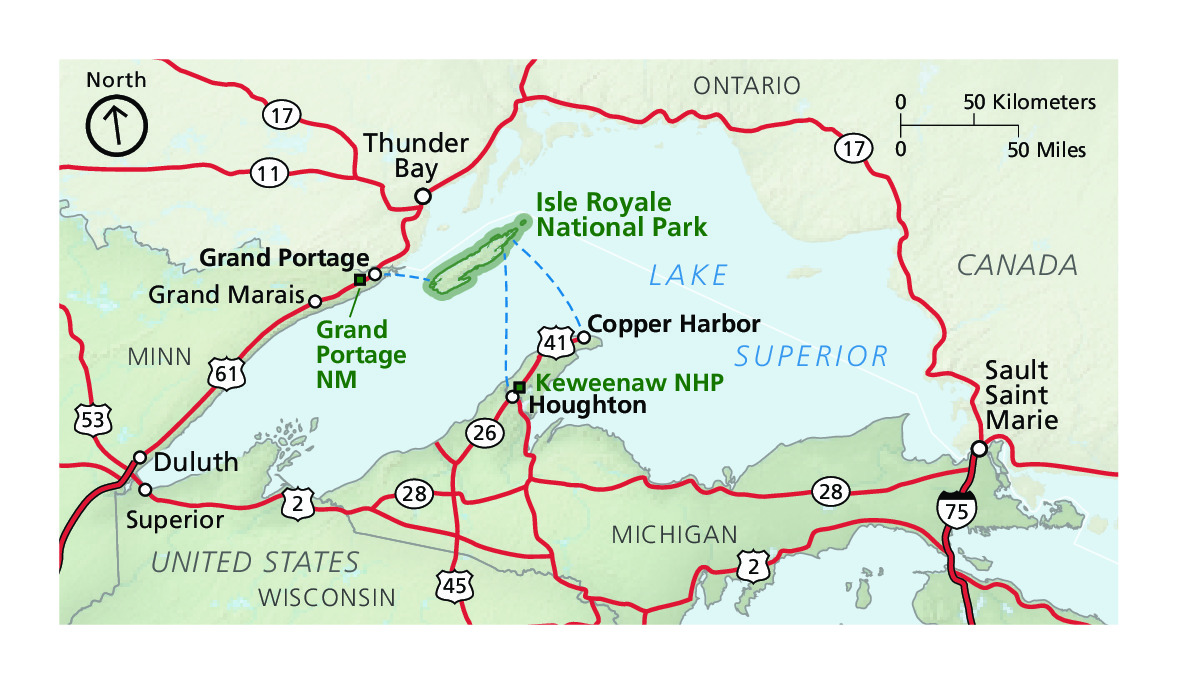 North
ONTARIO
0
50 Kilometers
0
50 Miles
17
17
11
Thunder
Bay
Isle Royale
National Park
Grand Portage
Grand Marais
LAKE
CANADA
Grand
Portage
NM
Copper Harbor
41
SUPERIOR
MINN
61
Keweenaw NHP
Houghton
Sault
Saint
Marie
53
26
Duluth
Superior
2
28
28
75
MICHIGAN
UNITED STATES
2
WISCONSIN
45